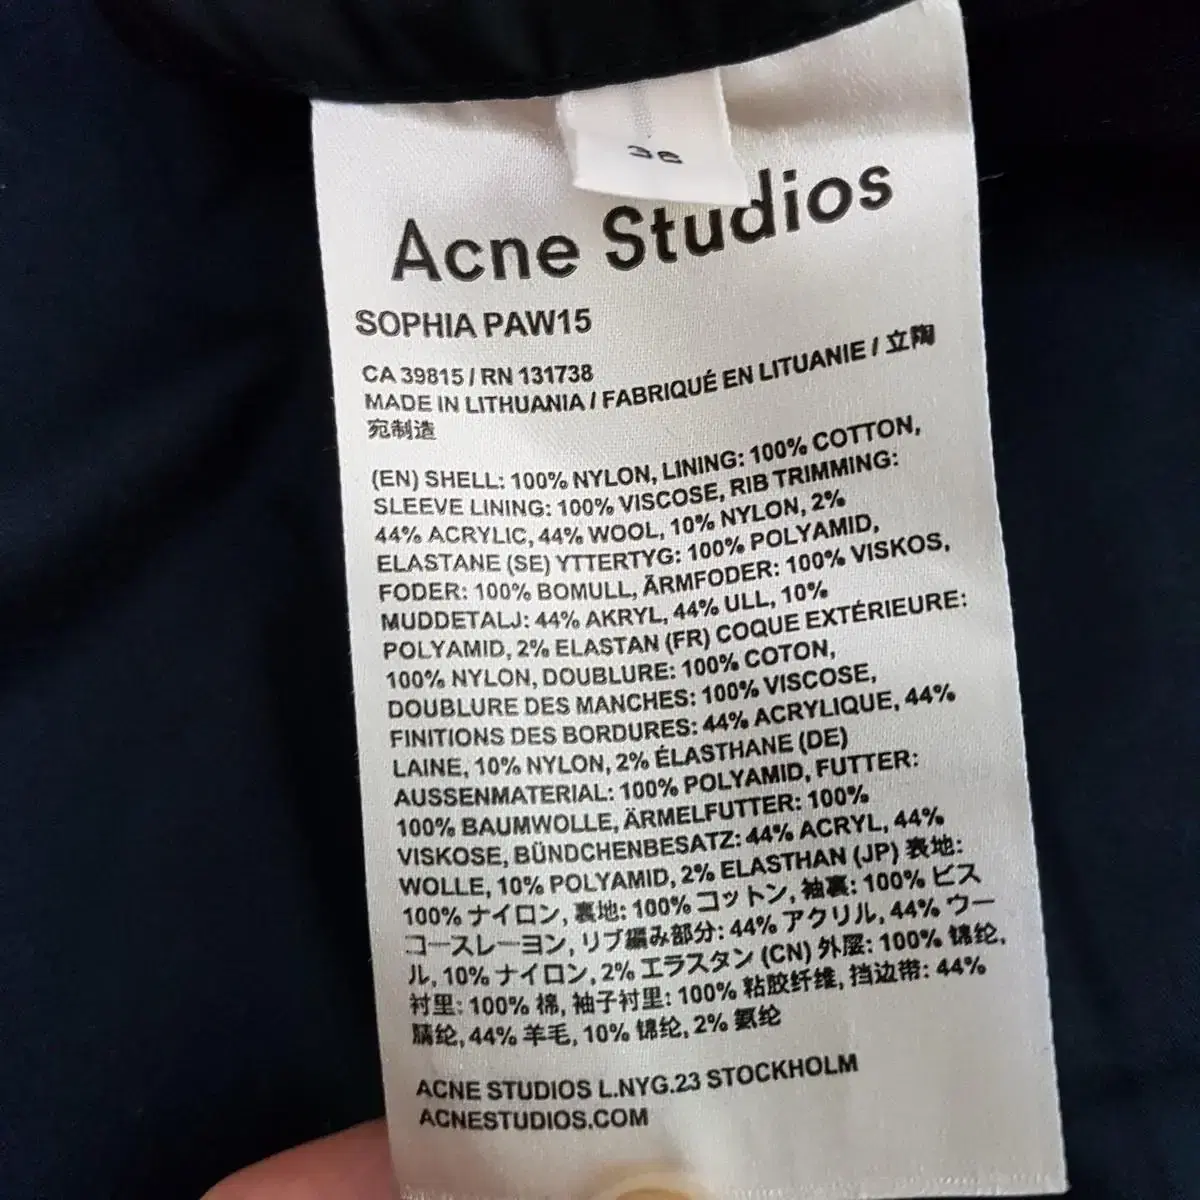 36
Acne Studios
SOPHIA PAW15
CA 39815 / RN 131738
MADE IN LITHUANIA / FABRIQUÉ EN LITUANIE / 立陶
宛制造
(EN) SHELL: 100% NYLON, LINING: 100% COTTON,
SLEEVE LINING: 100% VISCOSE, RIB TRIMMING:
44% ACRYLIC, 44% WOOL, 10% NYLON, 2%
ELASTANE (SE) YTTERTYG: 100% POLYAMID,
FODER: 100% BOMULL, ÄRMFODER: 100% VISKOS,
MUDDETALJ: 44% AKRYL, 44% ULL, 10%
POLYAMID, 2% ELASTAN (FR) COQUE EXTÉRIEURE:
100% NYLON, DOUBLURE: 100% COTON,
DOUBLURE DES MANCHES: 100% VISCOSE,
FINITIONS DES BORDURES: 44% ACRYLIQUE, 44%
LAINE, 10% NYLON, 2% ÉLASTHANE (DE)
AUSSENMATERIAL: 100% POLYAMID, FUTTER:
100% BAUMWOLLE, ÄRMELFUTTER: 100%
VISKOSE, BÜNDCHENBESATZ: 44% ACRYL, 44%
WOLLE, 10% POLYAMID, 2% ELASTHAN (JP) 表地:
100% ナイロン, 裏地: 100% コットン, 袖裏: 100% ビス
コースレーヨン, リブ編み部分: 44% アクリル, 44% ウー
ル, 10% ナイロン, 2% エラスタン (CN) 外层: 100% 锦纶,
衬里: 100% 棉, 袖子衬里: 100% 粘胶纤维, 挡边带: 44%
腈纶, 44% 羊毛, 10% 锦纶, 2% 氨纶
ACNE STUDIOS L.NYG.23 STOCKHOLM
ACNESTUDIOS.COM